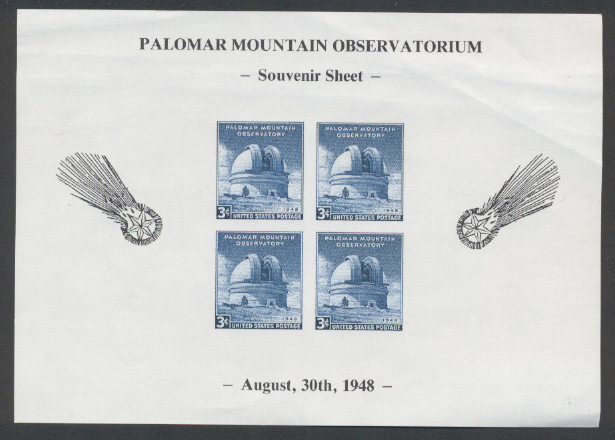 PALOMAR MOUNTAIN OBSERVATORIUM
– Souvenir Sheet –
PALOMAR MOUNTAIN
OBSERVATORY
1948
3¢ UNITED STATES POSTAGE
PALOMAR MOUNTAIN
OBSERVATORY
1948
3¢ UNITED STATES POSTAGE
PALOMAR MOUNTAIN
OBSERVATORY
1948
3¢ UNITED STATES POSTAGE
PALOMAR MOUNTAIN
OBSERVATORY
1948
3¢ UNITED STATES POSTAGE
– August, 30th, 1948 –